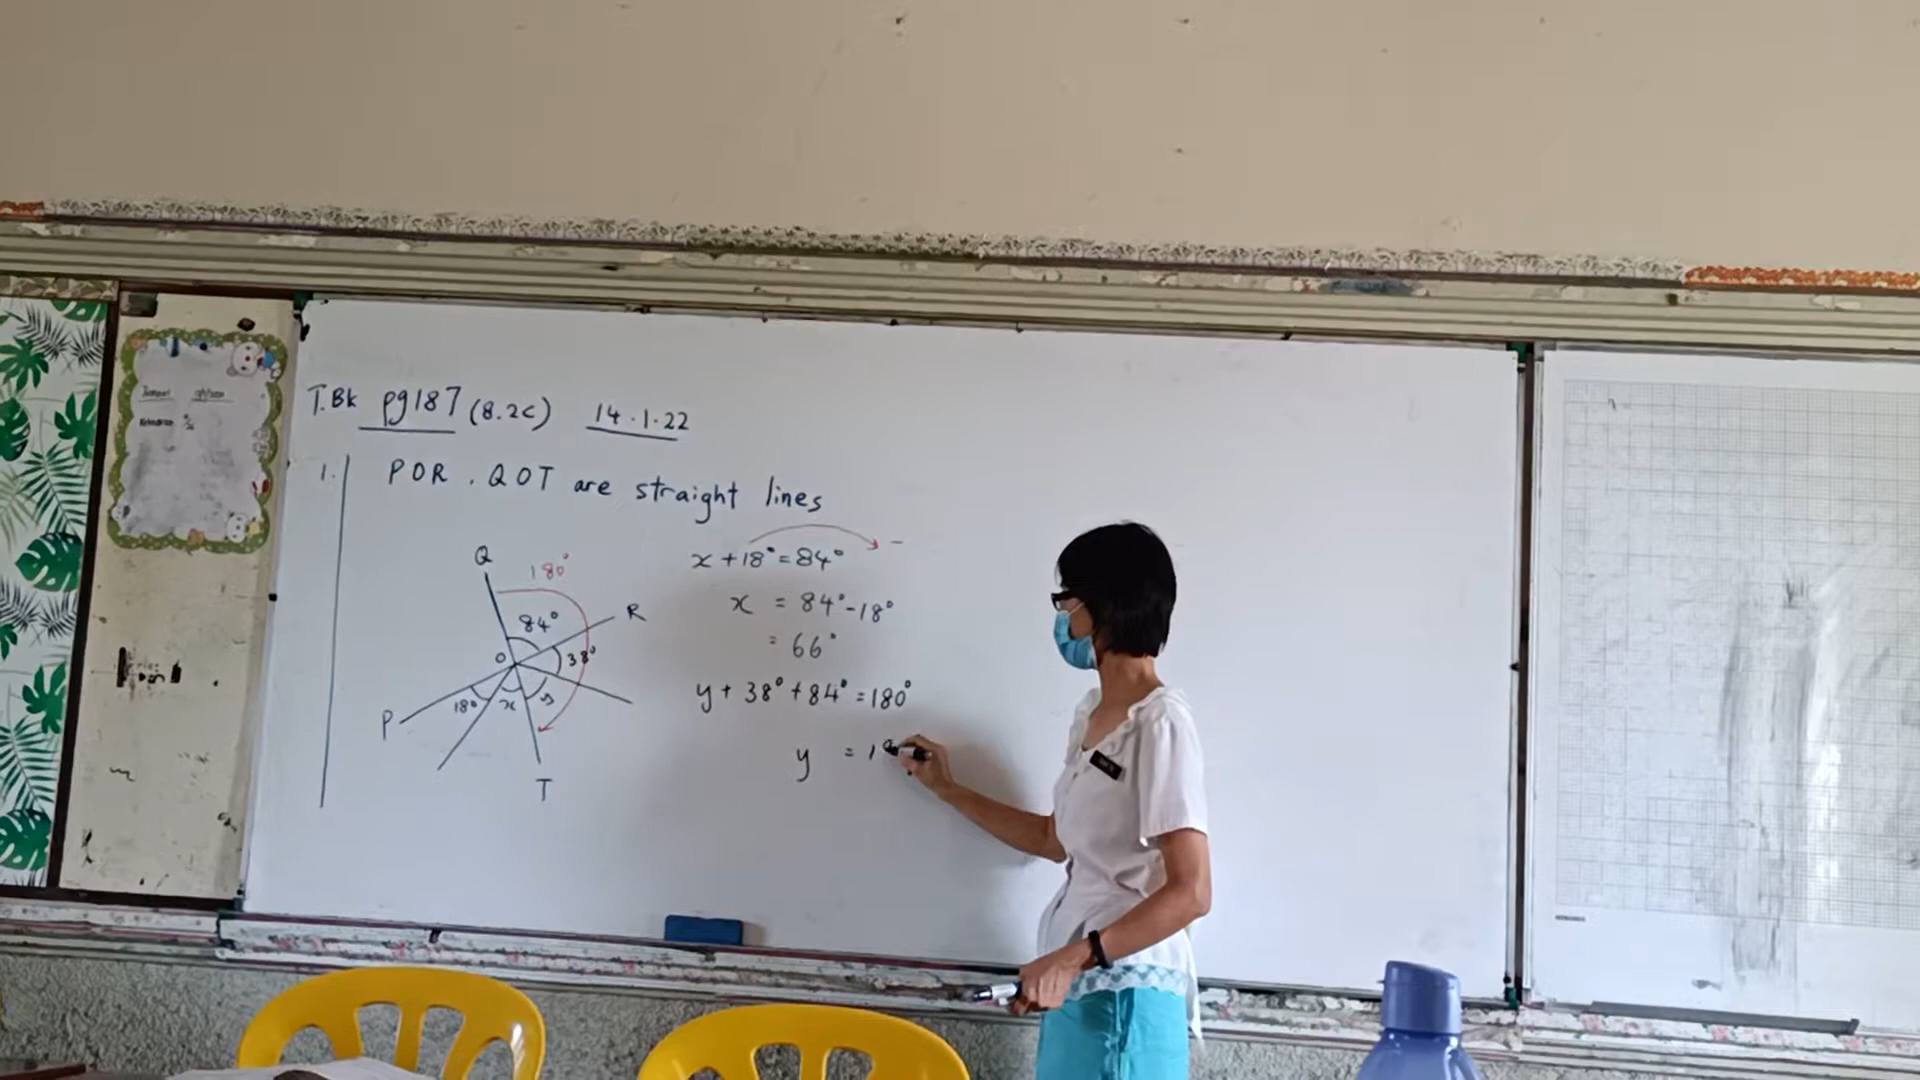 T.Bk pg187 (8.2C) 14.1.22
1. POR, QOT are straight lines
Q
180°
84°
R
O
38°
P
18°
x
y
T
x + 18° = 84° -
x = 84° - 18°
= 66°
y + 38° + 84° = 180°
y = 18